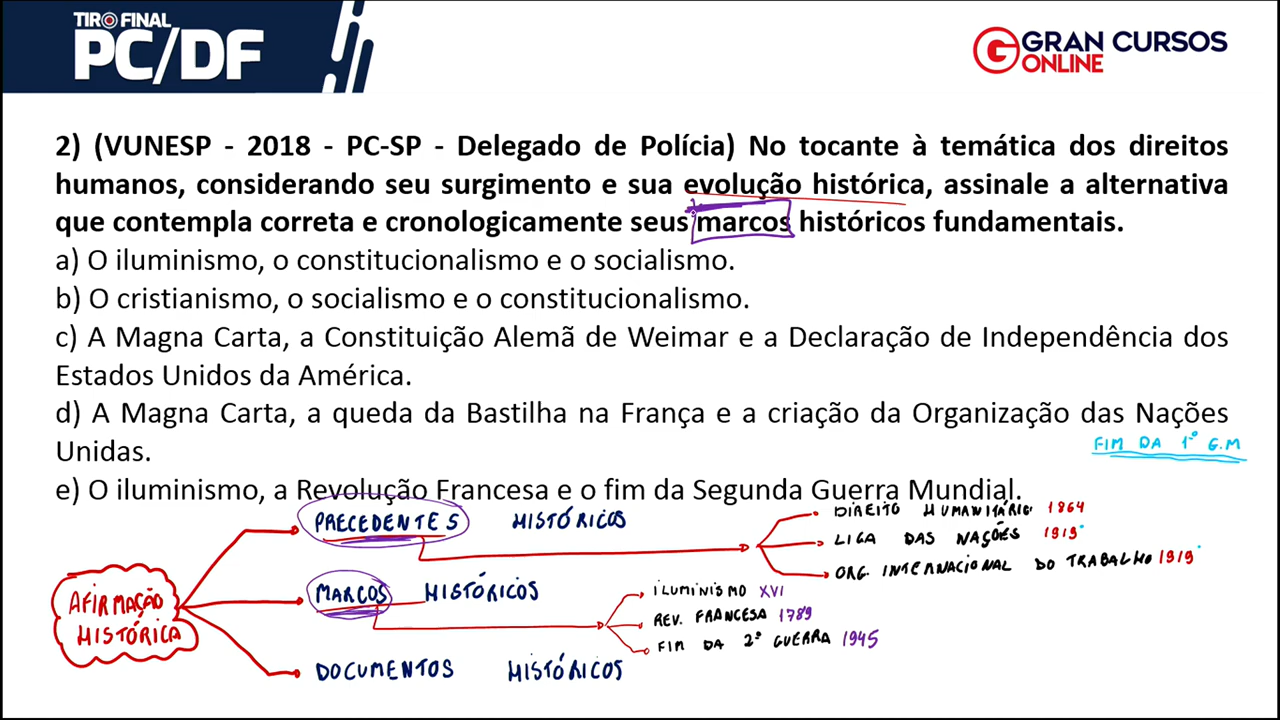 TIRO FINAL
PC/DF
GRAN CURSOS
ONLINE
2) (VUNESP - 2018 - PC-SP - Delegado de Polícia) No tocante à temática dos direitos
humanos, considerando seu surgimento e sua evolução histórica, assinale a alternativa
que contempla correta e cronologicamente seus marcos históricos fundamentais.
a) O iluminismo, o constitucionalismo e o socialismo.
b) O cristianismo, o socialismo e o constitucionalismo.
c) A Magna Carta, a Constituição Alemã de Weimar e a Declaração de Independência dos
Estados Unidos da América.
d) A Magna Carta, a queda da Bastilha na França e a criação da Organização das Nações
Unidas.
FIM DA 1ª G.M
e) O iluminismo, a Revolução Francesa e o fim da Segunda Guerra Mundial.
PRECEDENTES HISTÓRICOS
DIREITO HUMANITÁRIO 1864
LIGA DAS NAÇÕES 1919
ORG. INTERNACIONAL DO TRABALHO 1919
AFIRMAÇÃO
HISTÓRICA
MARCOS HISTÓRICOS
ILUMINISMO XVI
REV. FRANCESA 1789
FIM DA 2ª GUERRA 1945
DOCUMENTOS HISTÓRICOS